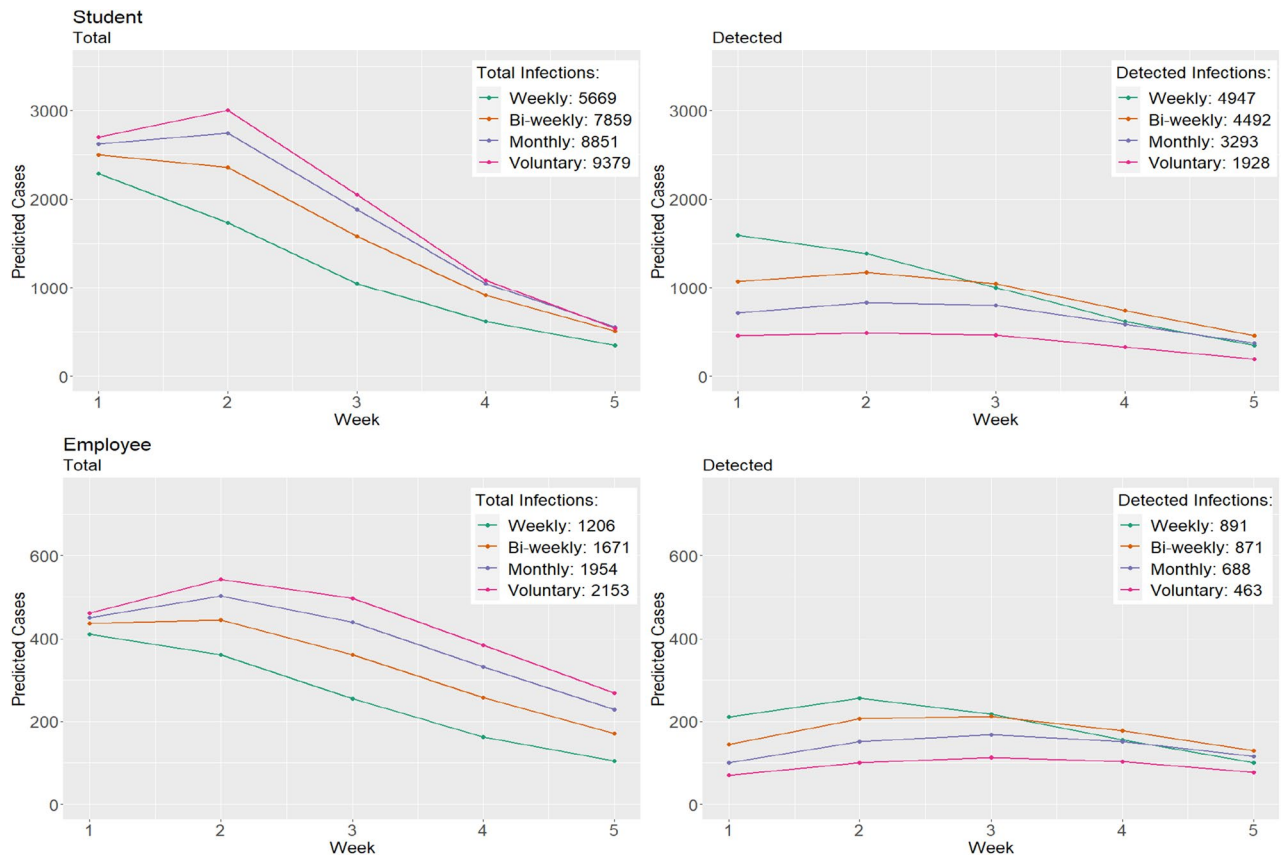 Student
Total
Predicted Cases
3000
2000
1000
0
1 2 3 4 5
Week
Total Infections:
Weekly: 5669
Bi-weekly: 7859
Monthly: 8851
Voluntary: 9379
Detected
Predicted Cases
3000
2000
1000
0
1 2 3 4 5
Week
Detected Infections:
Weekly: 4947
Bi-weekly: 4492
Monthly: 3293
Voluntary: 1928
Employee
Total
Predicted Cases
600
400
200
0
1 2 3 4 5
Week
Total Infections:
Weekly: 1206
Bi-weekly: 1671
Monthly: 1954
Voluntary: 2153
Detected
Predicted Cases
600
400
200
0
1 2 3 4 5
Week
Detected Infections:
Weekly: 891
Bi-weekly: 871
Monthly: 688
Voluntary: 463